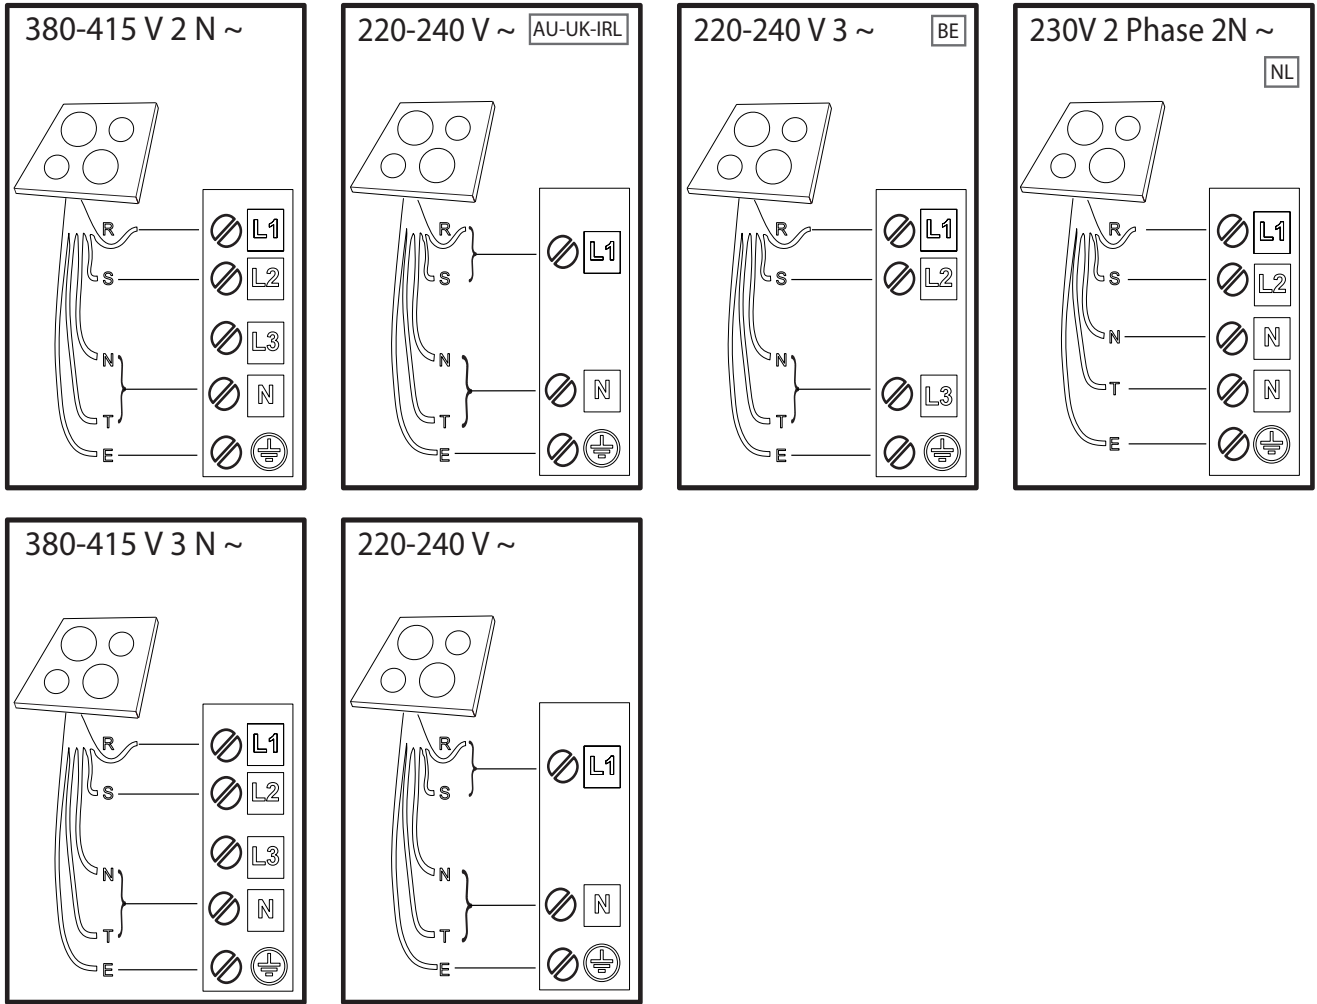 380-415 V 2 N ~
R
L1
S
L2
L3
N
N
T
E
220-240 V ~ AU-UK-IRL
R
L1
S
N
N
T
E
220-240 V 3 ~ BE
R
L1
S
L2
N
L3
T
E
230V 2 Phase 2N ~
NL
R
L1
S
L2
N
N
T
N
E
380-415 V 3 N ~
R
L1
S
L2
L3
N
N
T
E
220-240 V ~
R
L1
S
N
N
T
E